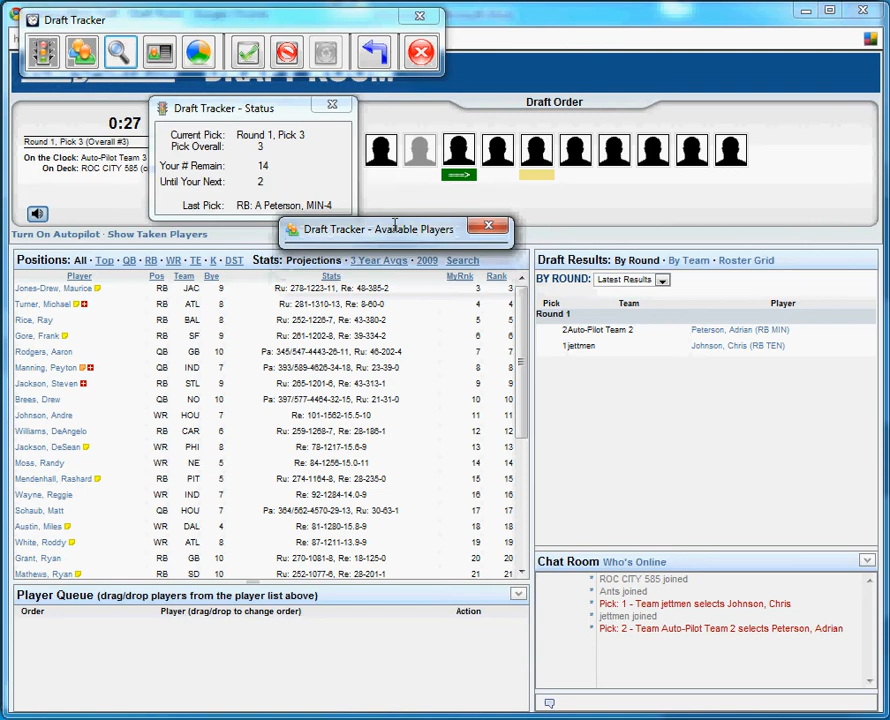 Draft Tracker
DRAFT ROOM
0:27
Round 1, Pick 3 (Overall #3)
On the Clock: Auto-Pilot Team 3
On Deck: ROC CITY 585
Draft Tracker - Status
Current Pick: Round 1, Pick 3
Pick Overall: 3
Your # Remain: 14
Until Your Next: 2
Last Pick: RB: A Peterson, MIN-4
Draft Order
===>
Turn On Autopilot · Show Taken Players
Draft Tracker - Available Players
Positions: All · Top · QB · RB · WR · TE · K · DST Stats: Projections · 3 Year Avgs · 2009 Search
Player Pos Team Bye Stats MyRnk Rank
Jones-Drew, Maurice RB JAC 9 Ru: 278-1223-11, Re: 48-385-2 3 3
Turner, Michael RB ATL 8 Ru: 281-1310-13, Re: 8-60-0 4 4
Rice, Ray RB BAL 8 Ru: 252-1226-7, Re: 43-380-2 5 5
Gore, Frank RB SF 9 Ru: 261-1202-8, Re: 39-334-2 6 6
Rodgers, Aaron QB GB 10 Pa: 345/547-4443-26-11, Ru: 46-202-4 7 7
Manning, Peyton QB IND 7 Pa: 393/589-4626-34-18, Ru: 23-39-0 8 8
Jackson, Steven RB STL 9 Ru: 265-1201-6, Re: 43-313-1 9 9
Brees, Drew QB NO 10 Pa: 397/577-4464-32-15, Ru: 21-31-0 10 10
Johnson, Andre WR HOU 7 Re: 101-1562-15.5-10 11 11
Williams, DeAngelo RB CAR 6 Ru: 259-1268-7, Re: 28-186-1 12 12
Jackson, DeSean WR PHI 8 Re: 78-1217-15.6-9 13 13
Moss, Randy WR NE 5 Re: 84-1256-15.0-11 14 14
Mendenhall, Rashard RB PIT 5 Ru: 274-1164-8, Re: 28-235-0 15 15
Wayne, Reggie WR IND 7 Re: 92-1284-14.0-9 16 16
Schaub, Matt QB HOU 7 Pa: 364/562-4570-29-13, Ru: 30-63-1 17 17
Austin, Miles WR DAL 4 Re: 81-1280-15.8-9 18 18
White, Roddy WR ATL 8 Re: 87-1211-13.9-9 19 19
Grant, Ryan RB GB 10 Ru: 270-1081-8, Re: 18-125-0 20 20
Mathews, Ryan RB SD 10 Ru: 252-1077-6, Re: 28-201-1 21 21
Draft Results: By Round · By Team · Roster Grid
BY ROUND: Latest Results
Pick Team Player
Round 1
2 Auto-Pilot Team 2 Peterson, Adrian (RB MIN)
1 jettmen Johnson, Chris (RB TEN)
Chat Room Who's Online
* ROC CITY 585 joined
* Ants joined
* Pick: 1 - Team jettmen selects Johnson, Chris
* jettmen joined
* Pick: 2 - Team Auto-Pilot Team 2 selects Peterson, Adrian
Player Queue (drag/drop players from the player list above)
Order Player (drag/drop to change order) Action